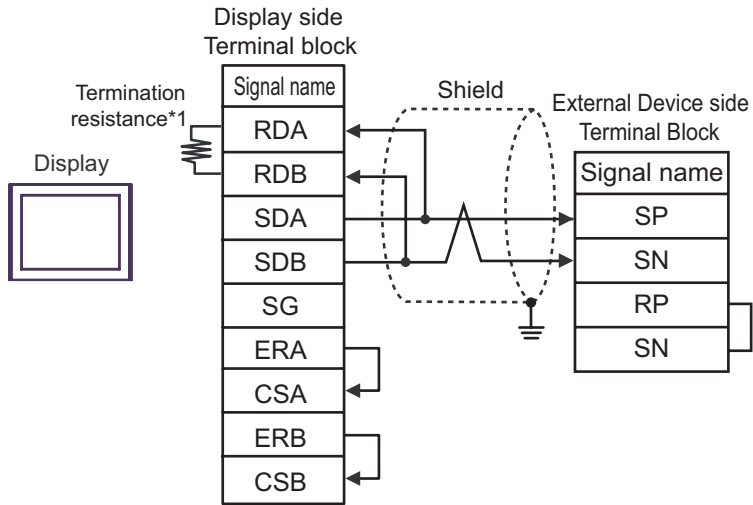 Display side
Terminal block
Termination
resistance*1
Display
Signal name
RDA
RDB
SDA
SDB
SG
ERA
CSA
ERB
CSB
Shield
External Device side
Terminal Block
Signal name
SP
SN
RP
SN